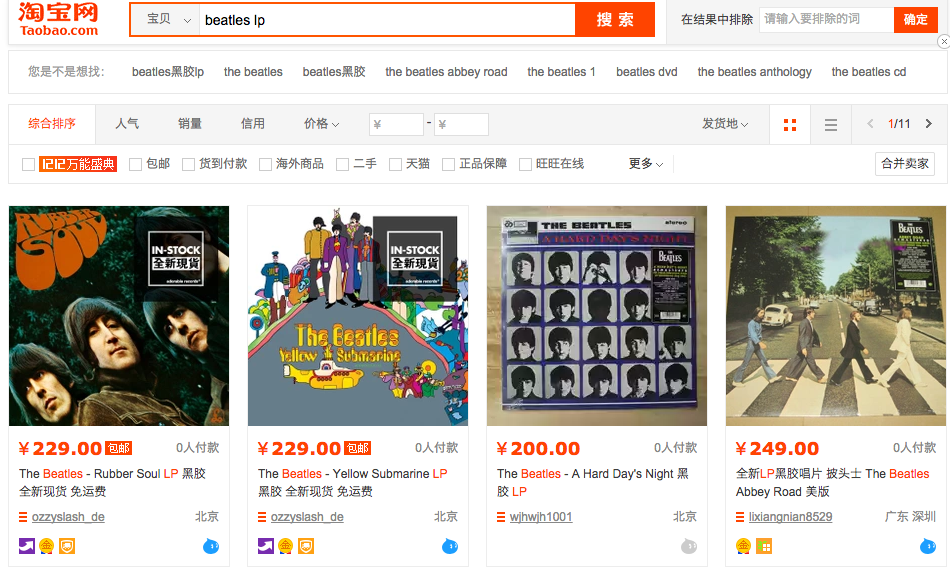 淘宝网
Taobao.com
宝贝
beatles lp
搜 索
在结果中排除
请输入要排除的词
确定
您是不是想找：
beatles黑胶lp
the beatles
beatles黑胶
the beatles abbey road
the beatles 1
beatles dvd
the beatles anthology
the beatles cd
综合排序
人气
销量
信用
价格
¥
-
¥
发货地
1/11
1212万能盛典
包邮
货到付款
海外商品
二手
天猫
正品保障
旺旺在线
更多
合并卖家
RUBBER SOUL
IN-STOCK
全新現貨
adorable records*
IN-STOCK
全新現貨
adorable records*
The Beatles
Yellow Submarine
THE BEATLES
stereo
A HARD DAY'S NIGHT
THE BEATLES
THE BEATLES
¥229.00 包邮
0人付款
The Beatles - Rubber Soul LP 黑胶
全新现货 免运费
ozzyslash_de
北京
¥229.00 包邮
0人付款
The Beatles - Yellow Submarine LP
黑胶 全新现货 免运费
ozzyslash_de
北京
¥200.00
0人付款
The Beatles - A Hard Day's Night 黑
胶 LP
wjhwjh1001
北京
¥249.00
0人付款
全新LP黑胶唱片 披头士 The Beatles
Abbey Road 美版
lixiangnian8529
广东 深圳